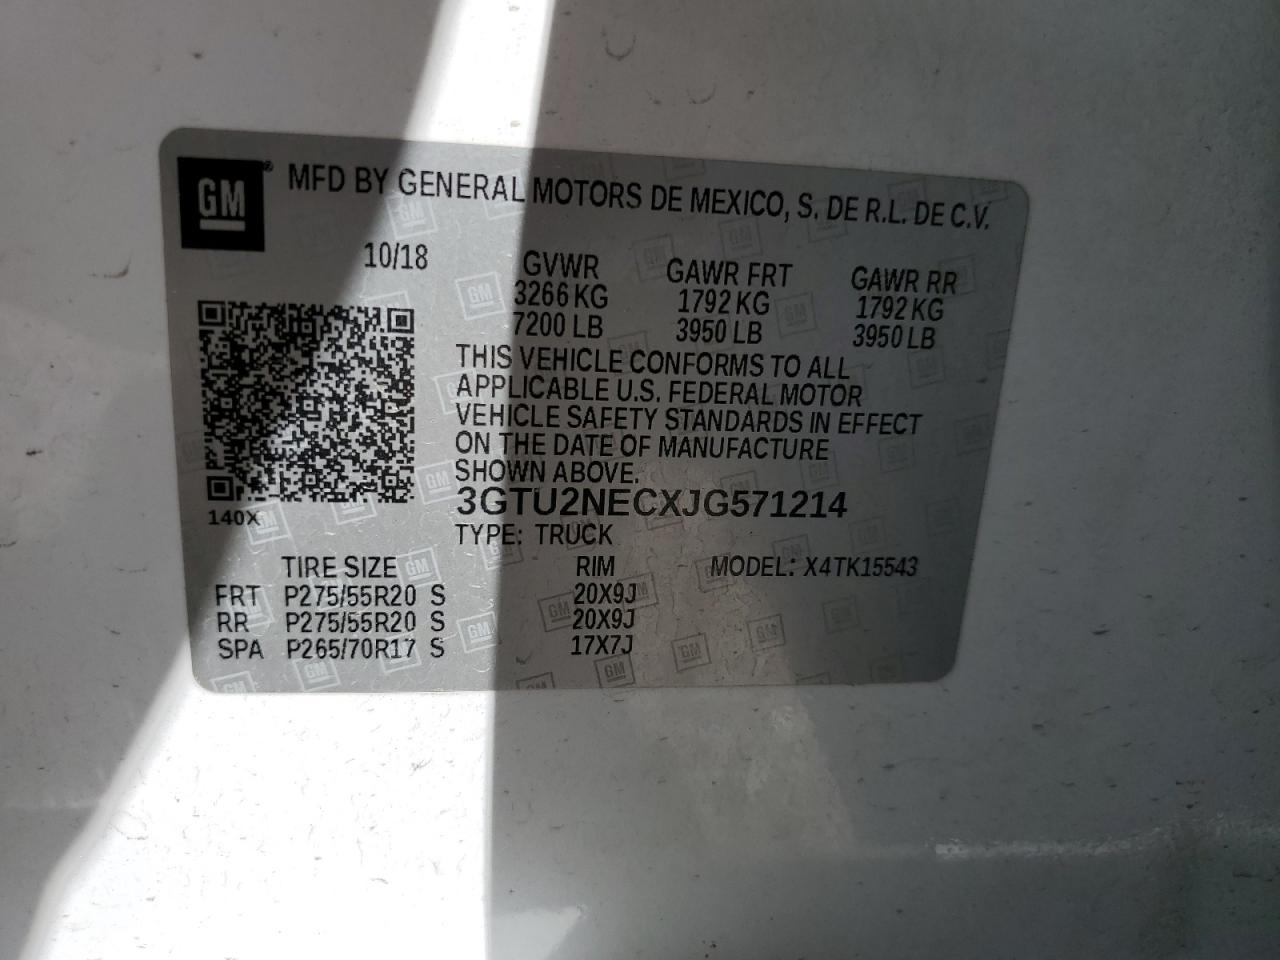 GM ® MFD BY GENERAL MOTORS DE MEXICO, S. DE R.L. DE C.V.
10/18 GVWR GAWR FRT GAWR RR
3266 KG 1792 KG 1792 KG
7200 LB 3950 LB 3950 LB
THIS VEHICLE CONFORMS TO ALL
APPLICABLE U.S. FEDERAL MOTOR
VEHICLE SAFETY STANDARDS IN EFFECT
ON THE DATE OF MANUFACTURE
SHOWN ABOVE.
3GTU2NECXJG571214
140X
TYPE: TRUCK
TIRE SIZE RIM MODEL: X4TK15543
FRT P275/55R20 S 20X9J
RR P275/55R20 S 20X9J
SPA P265/70R17 S 17X7J